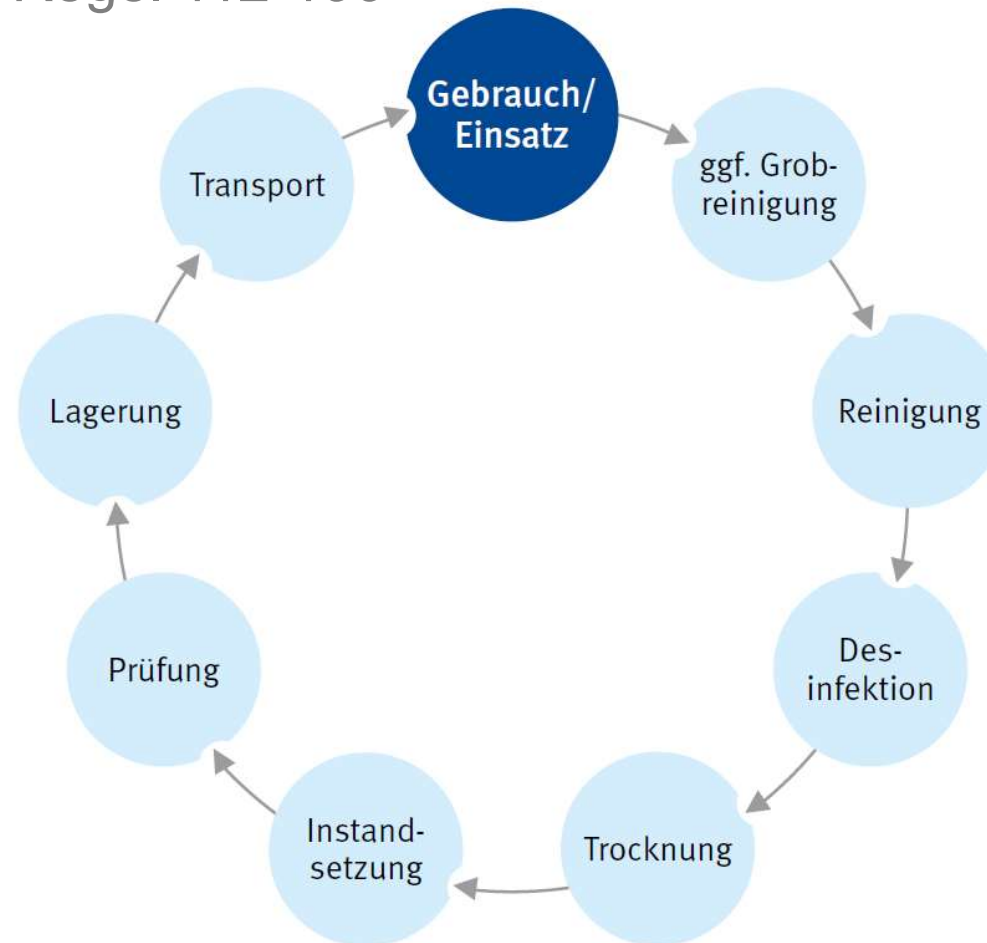 Gebrauch/
Einsatz
ggf. Grob-
reinigung
Reinigung
Des-
infektion
Trocknung
Instand-
setzung
Prüfung
Lagerung
Transport